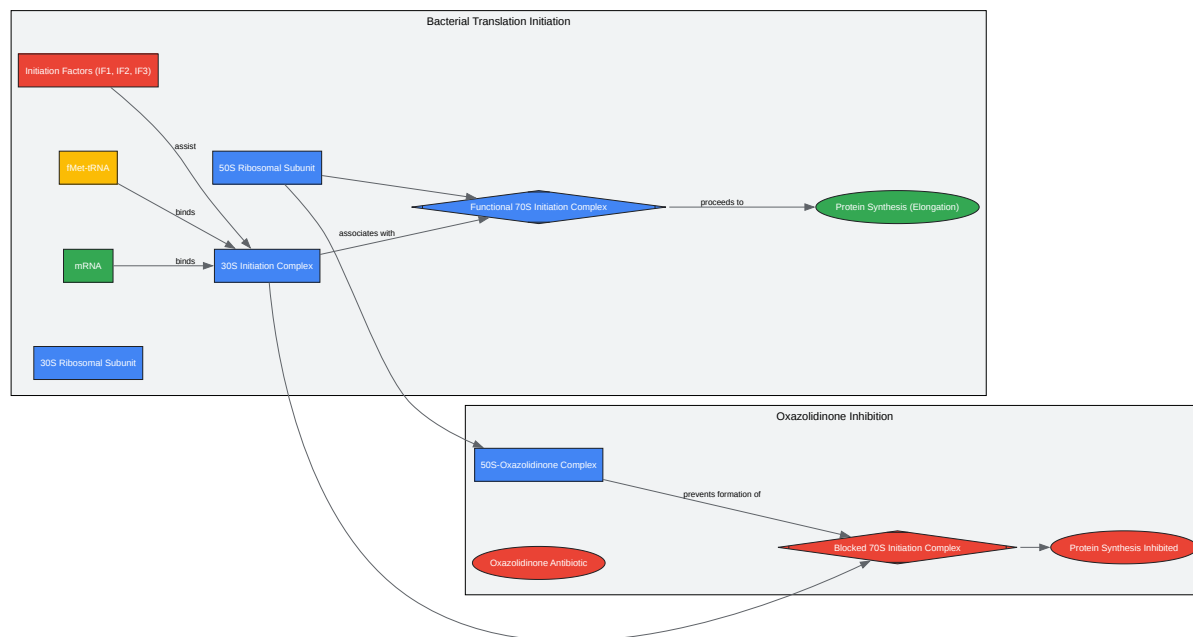 Bacterial Translation Initiation
Initiation Factors (IF1, IF2, IF3)
assist
fMet-tRNA
50S Ribosomal Subunit
binds
Functional 70S Initiation Complex
proceeds to
Protein Synthesis (Elongation)
associates with
mRNA
binds
30S Initiation Complex
30S Ribosomal Subunit
Oxazolidinone Inhibition
50S-Oxazolidinone Complex
prevents formation of
Blocked 70S Initiation Complex
Protein Synthesis Inhibited
Oxazolidinone Antibiotic